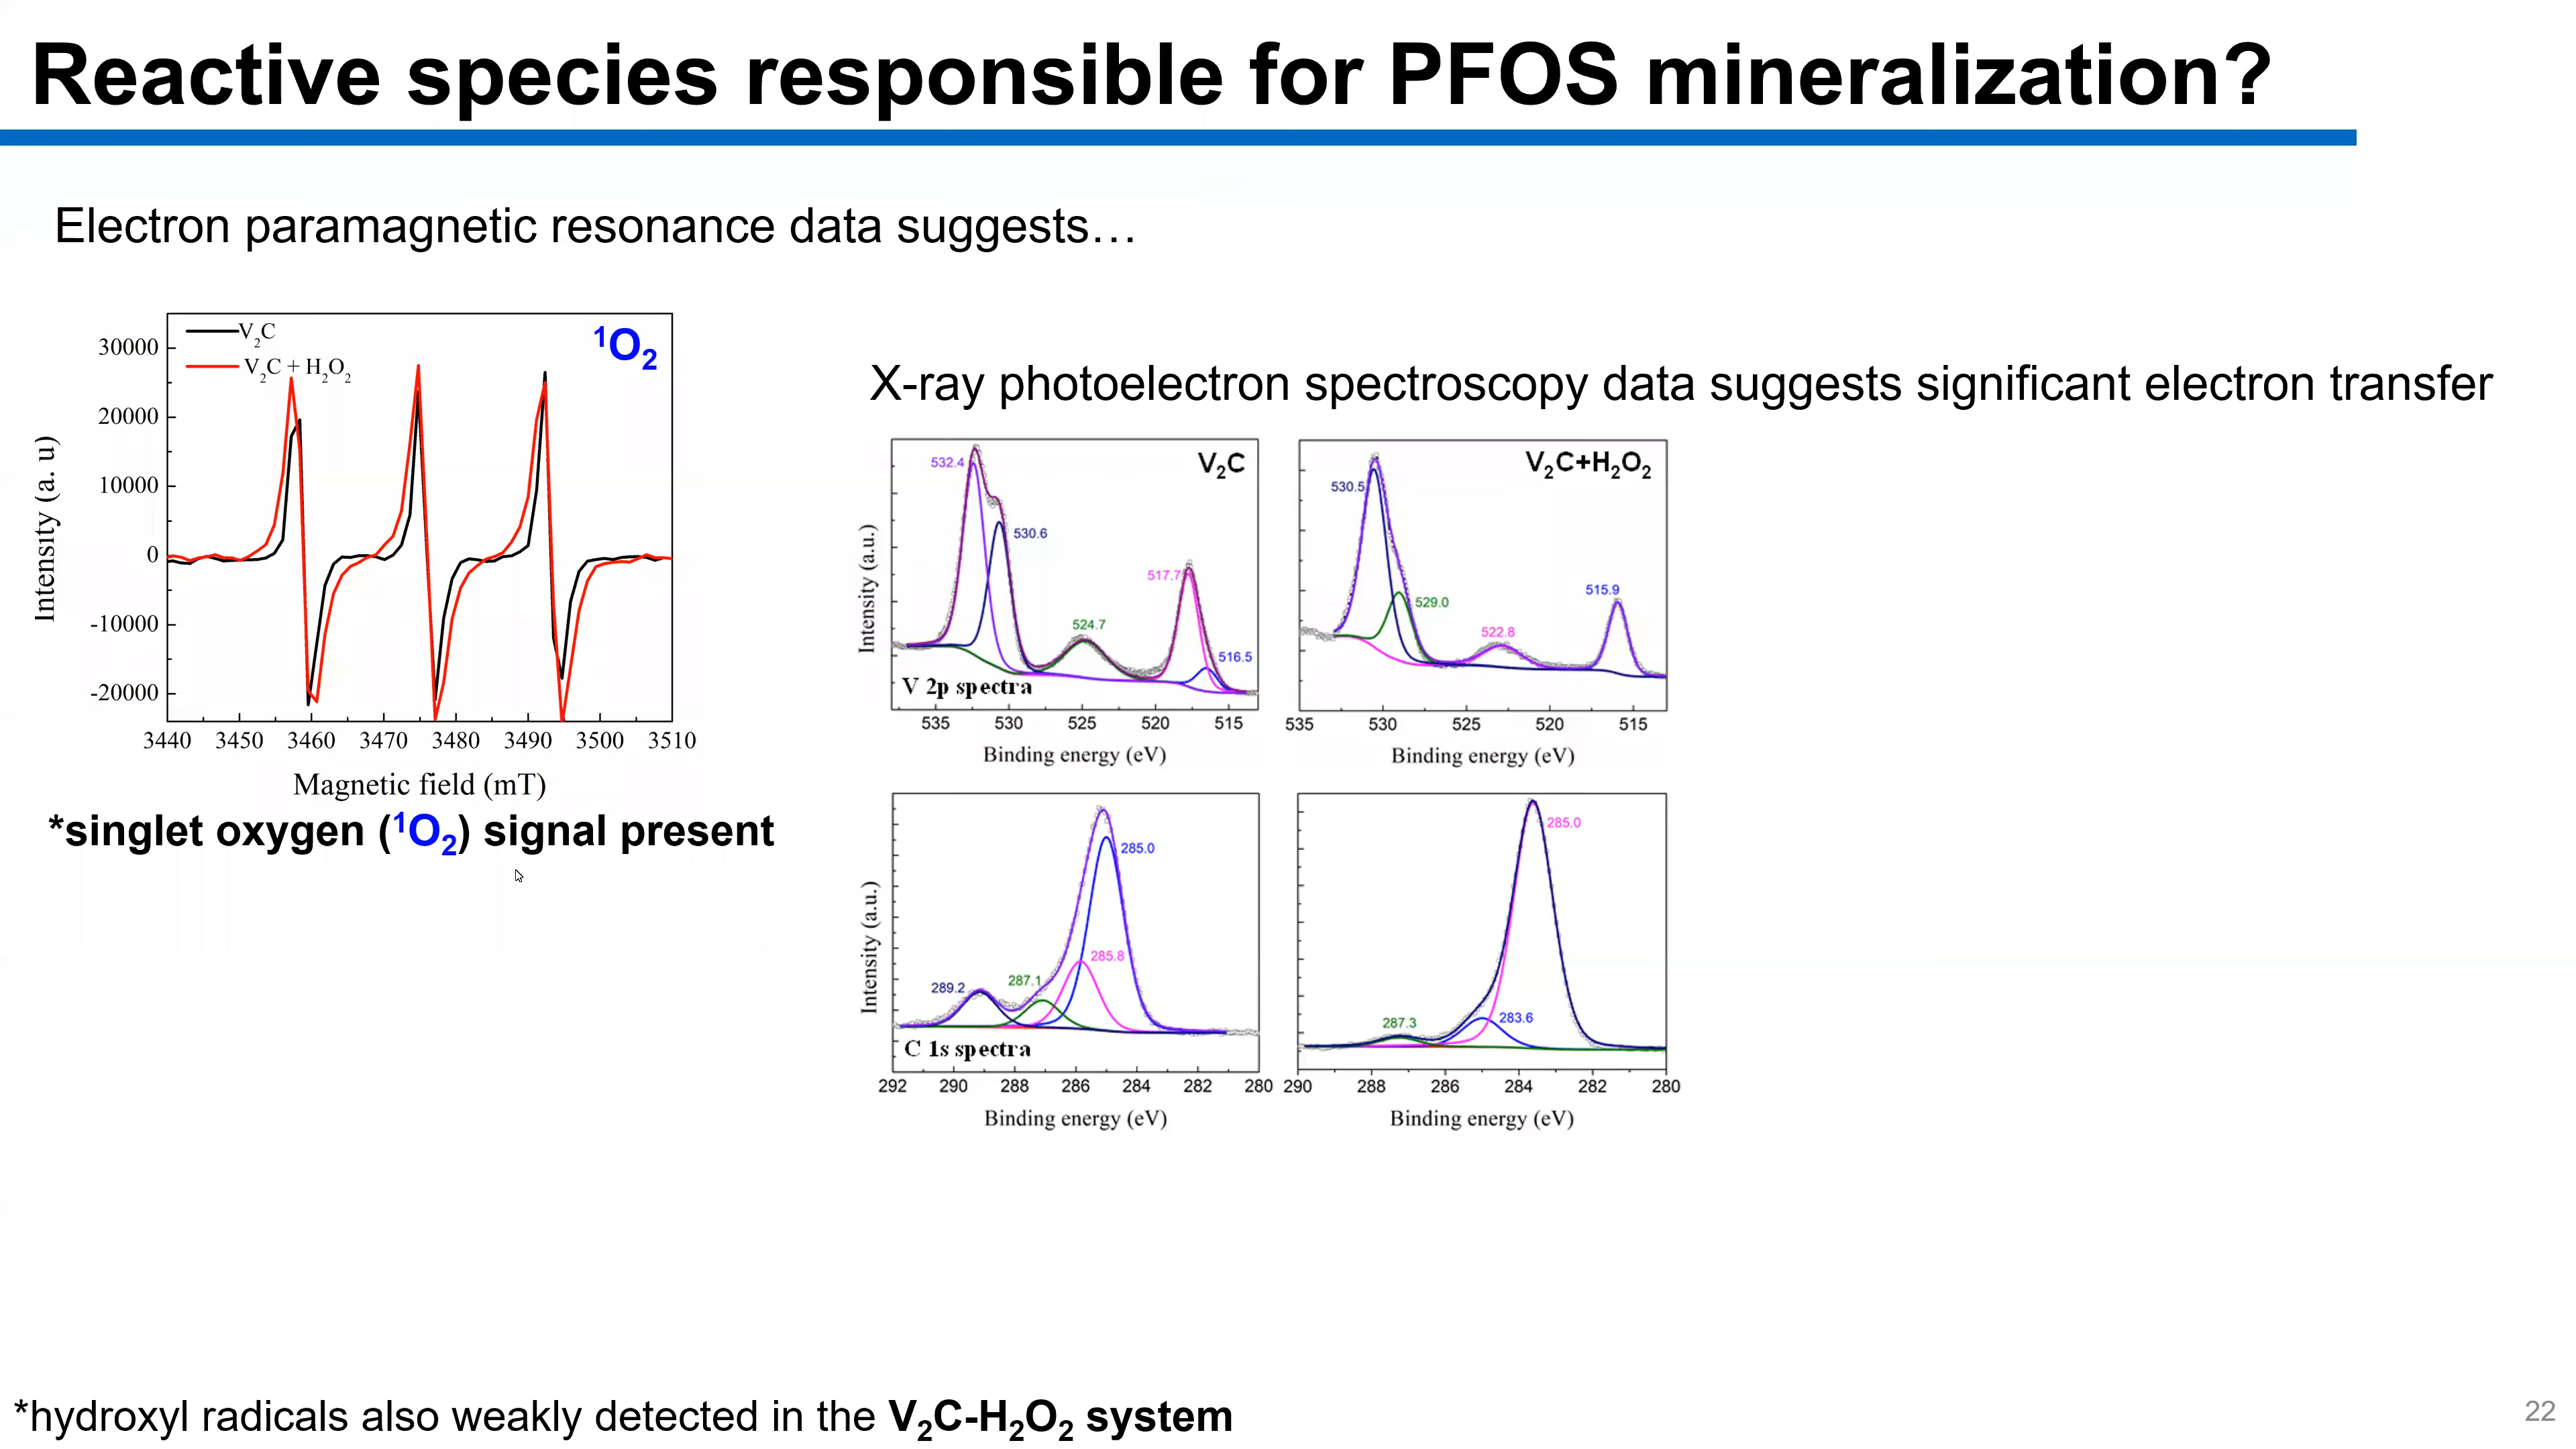 Reactive species responsible for PFOS mineralization?
Electron paramagnetic resonance data suggests…
V₂C
V₂C + H₂O₂
¹O₂
30000
20000
10000
0
-10000
-20000
Intensity (a. u)
3440 3450 3460 3470 3480 3490 3500 3510
Magnetic field (mT)
*singlet oxygen (¹O₂) signal present
X-ray photoelectron spectroscopy data suggests significant electron transfer
V₂C
532.4
530.6
524.7
517.7
516.5
V 2p spectra
Intensity (a.u.)
535 530 525 520 515
Binding energy (eV)
V₂C+H₂O₂
530.5
529.0
522.8
515.9
535 530 525 520 515
Binding energy (eV)
285.0
285.8
287.1
289.2
C 1s spectra
Intensity (a.u.)
292 290 288 286 284 282 280
Binding energy (eV)
285.0
283.6
287.3
290 288 286 284 282 280
Binding energy (eV)
*hydroxyl radicals also weakly detected in the V₂C-H₂O₂ system
22